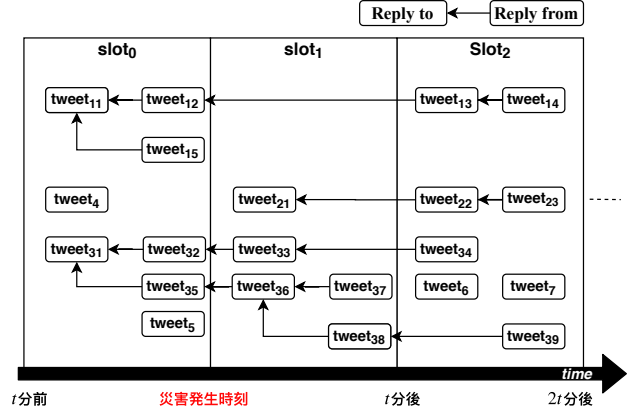 Reply to Reply from
slot0 slot1 Slot2
tweet11 tweet12 tweet13 tweet14
tweet15
tweet4 tweet21 tweet22 tweet23
tweet31 tweet32 tweet33 tweet34
tweet35 tweet36 tweet37 tweet6 tweet7
tweet5 tweet38 tweet39
time
t分前 災害発生時刻 t分後 2t分後